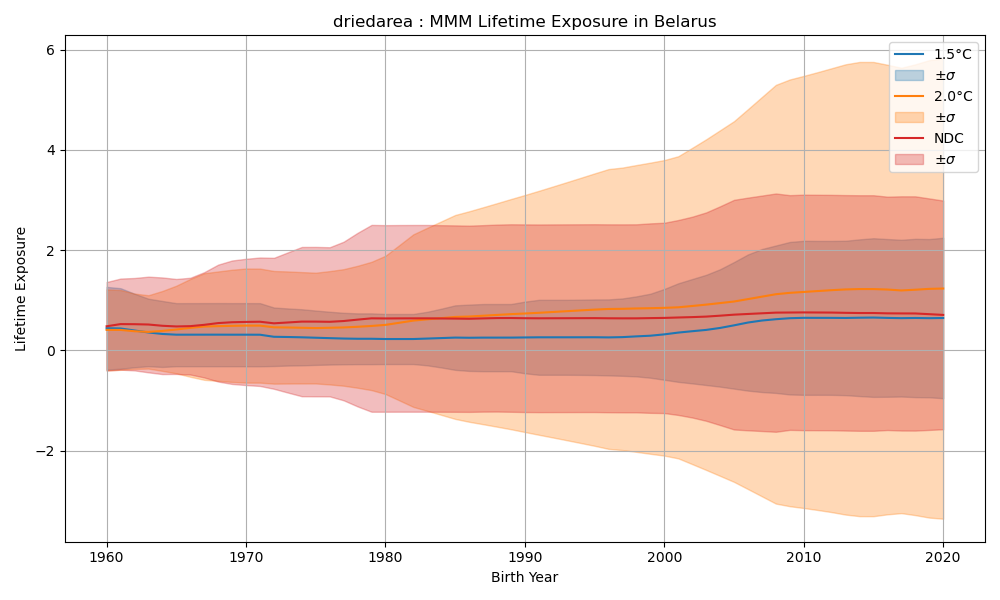 driedarea : MMM Lifetime Exposure in Belarus
6
4
2
0
−2
Lifetime Exposure
1960
1970
1980
1990
2000
2010
2020
Birth Year
1.5°C
±σ
2.0°C
±σ
NDC
±σ